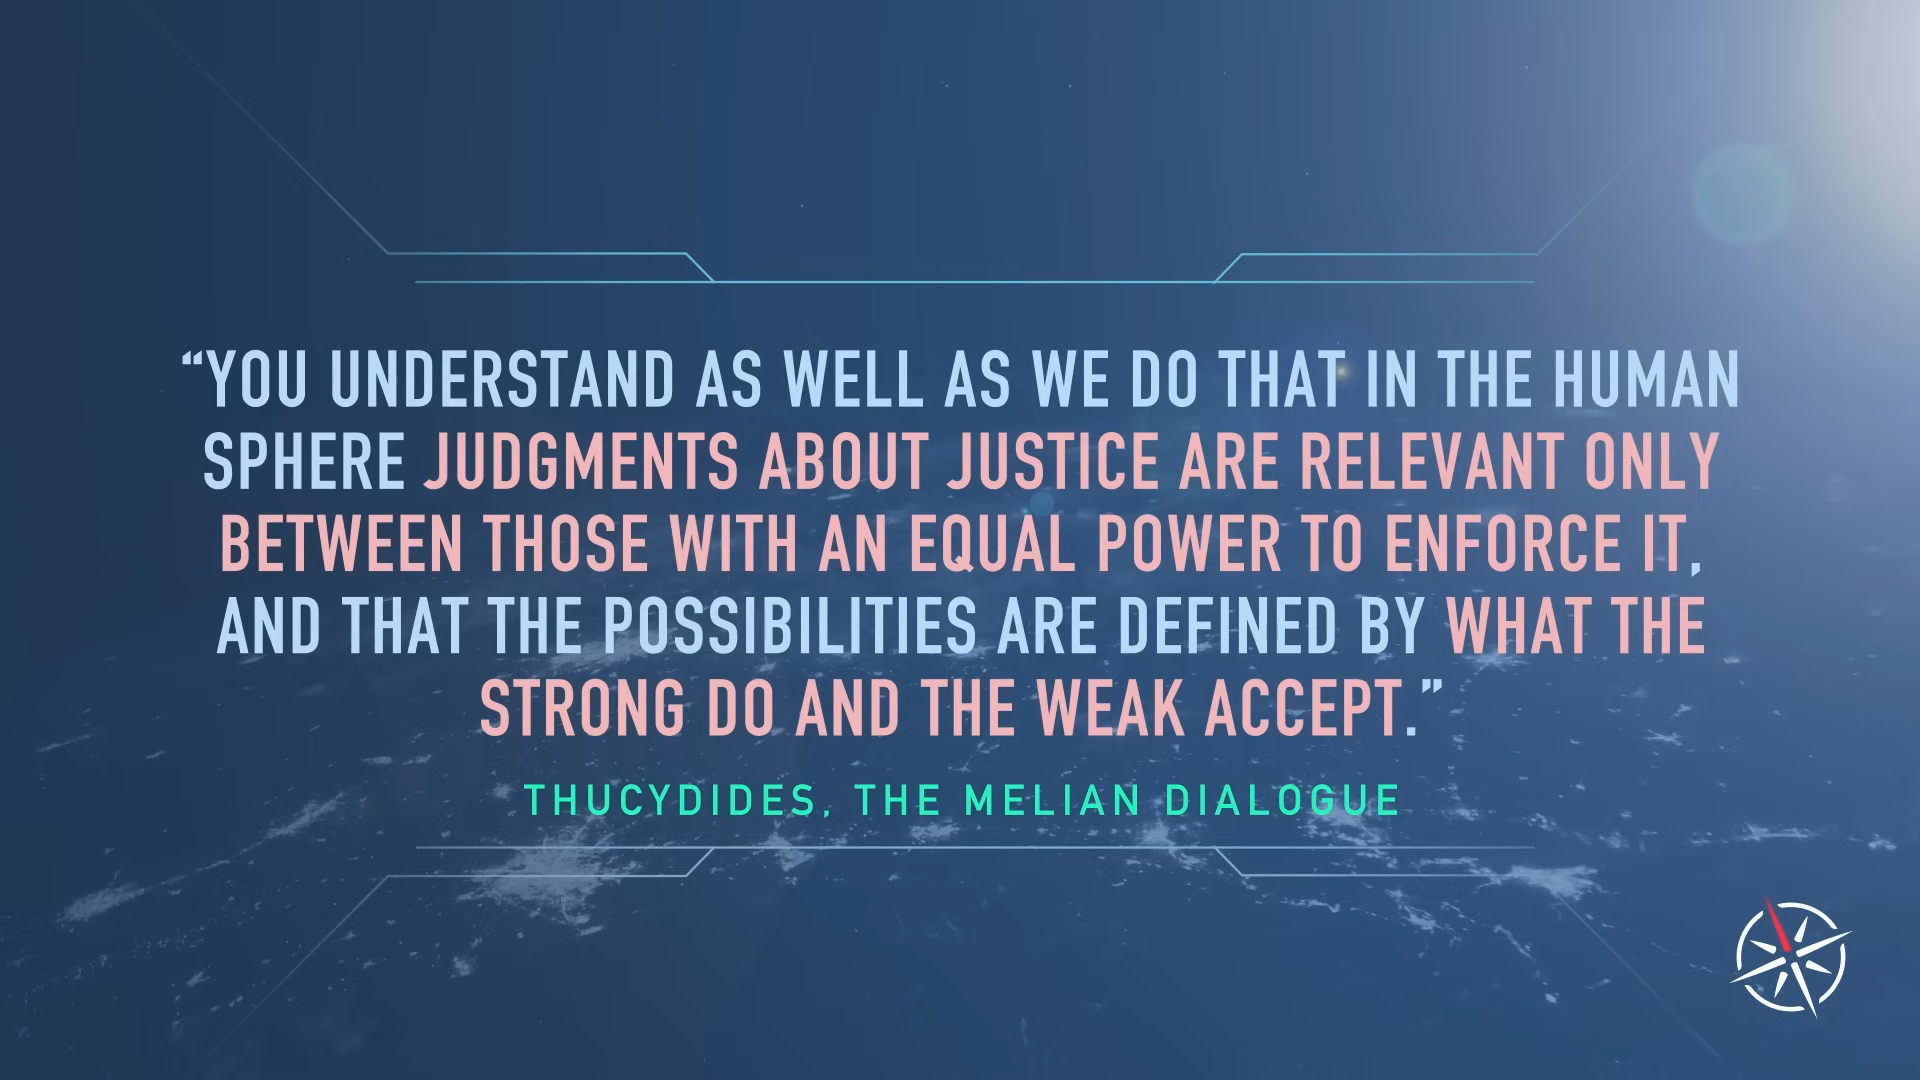 “YOU UNDERSTAND AS WELL AS WE DO THAT IN THE HUMAN
SPHERE JUDGMENTS ABOUT JUSTICE ARE RELEVANT ONLY
BETWEEN THOSE WITH AN EQUAL POWER TO ENFORCE IT,
AND THAT THE POSSIBILITIES ARE DEFINED BY WHAT THE
STRONG DO AND THE WEAK ACCEPT.”
THUCYDIDES, THE MELIAN DIALOGUE